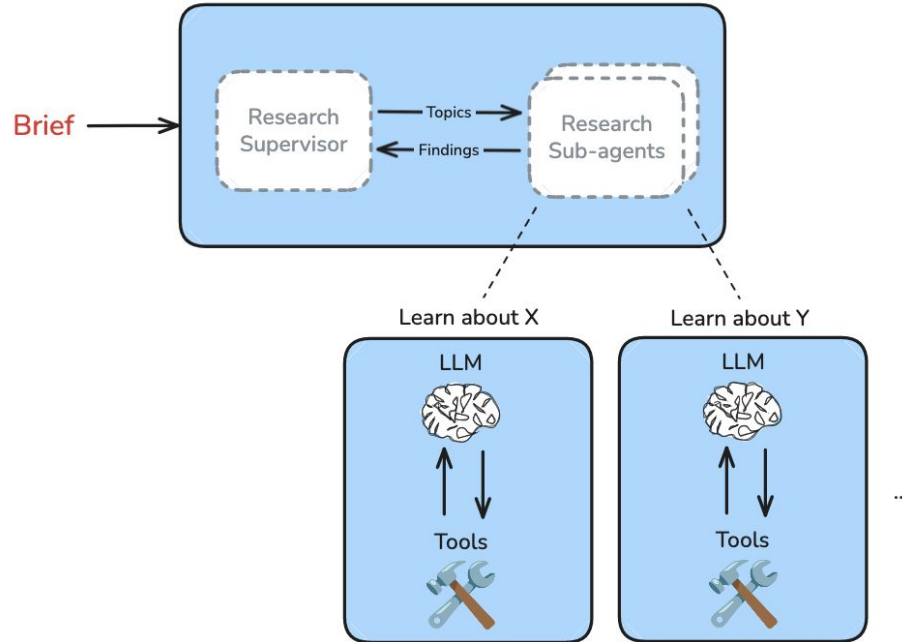 Brief
Research
Supervisor
Topics
Findings
Research
Sub-agents
Learn about X
Learn about Y
LLM
LLM
Tools
Tools
..